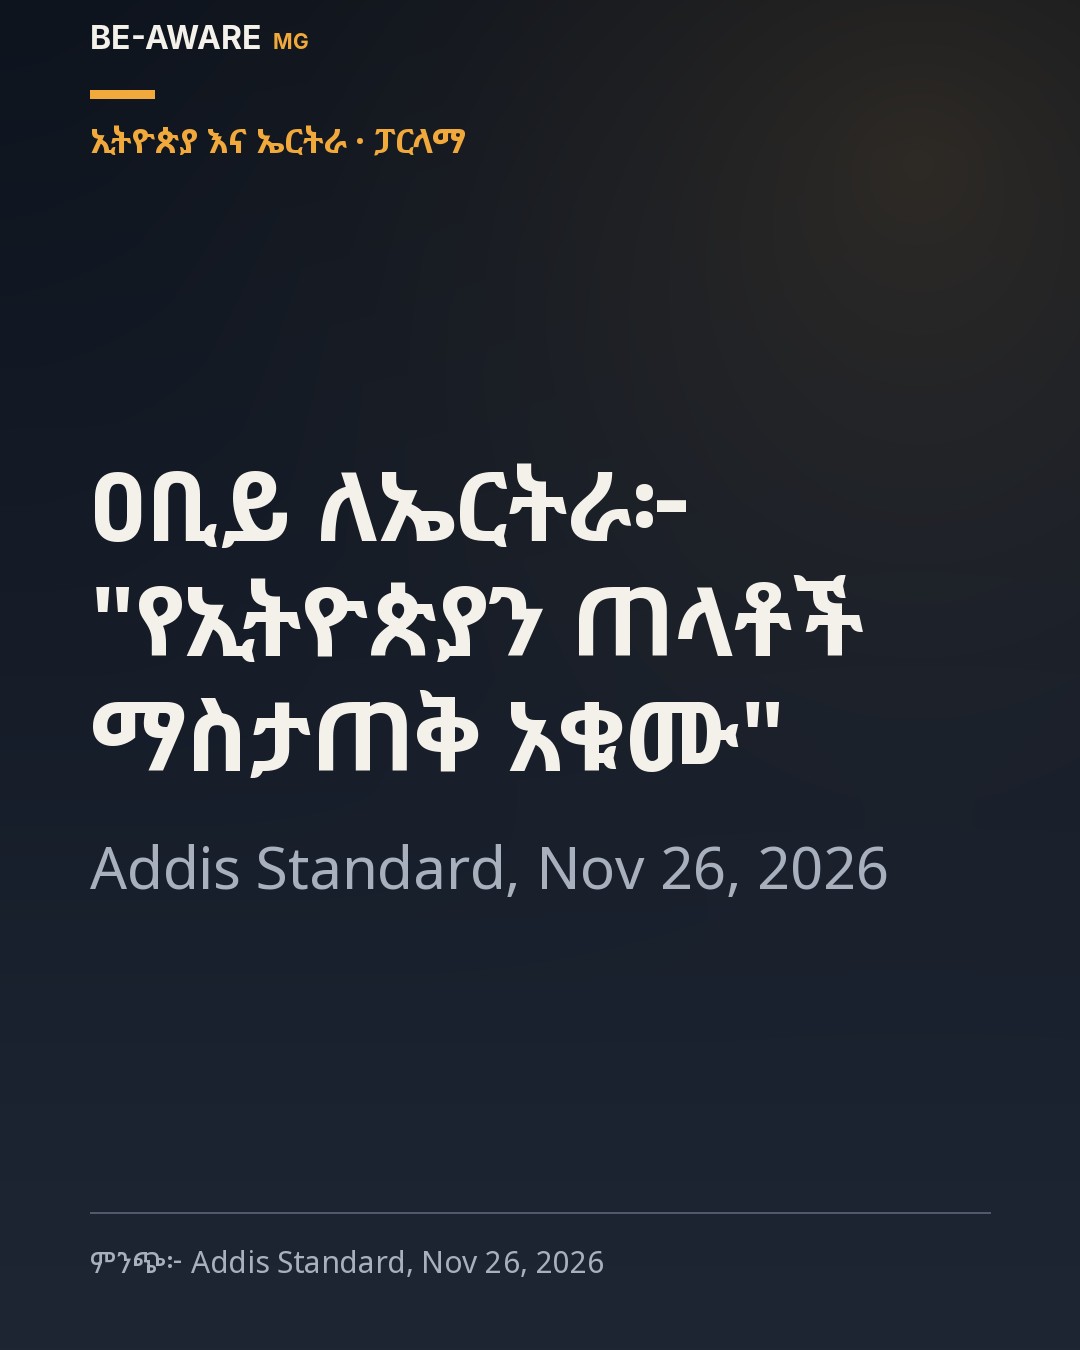 BE-AWARE MG
ኢትዮጵያ እና ኤርትራ · ፓርላማ
ዐቢይ ለኤርትራ፦
"የኢትዮጵያን ጠላቶች
ማስታጠቅ አቁሙ"
Addis Standard, Nov 26, 2026
ምንጭ፦ Addis Standard, Nov 26, 2026